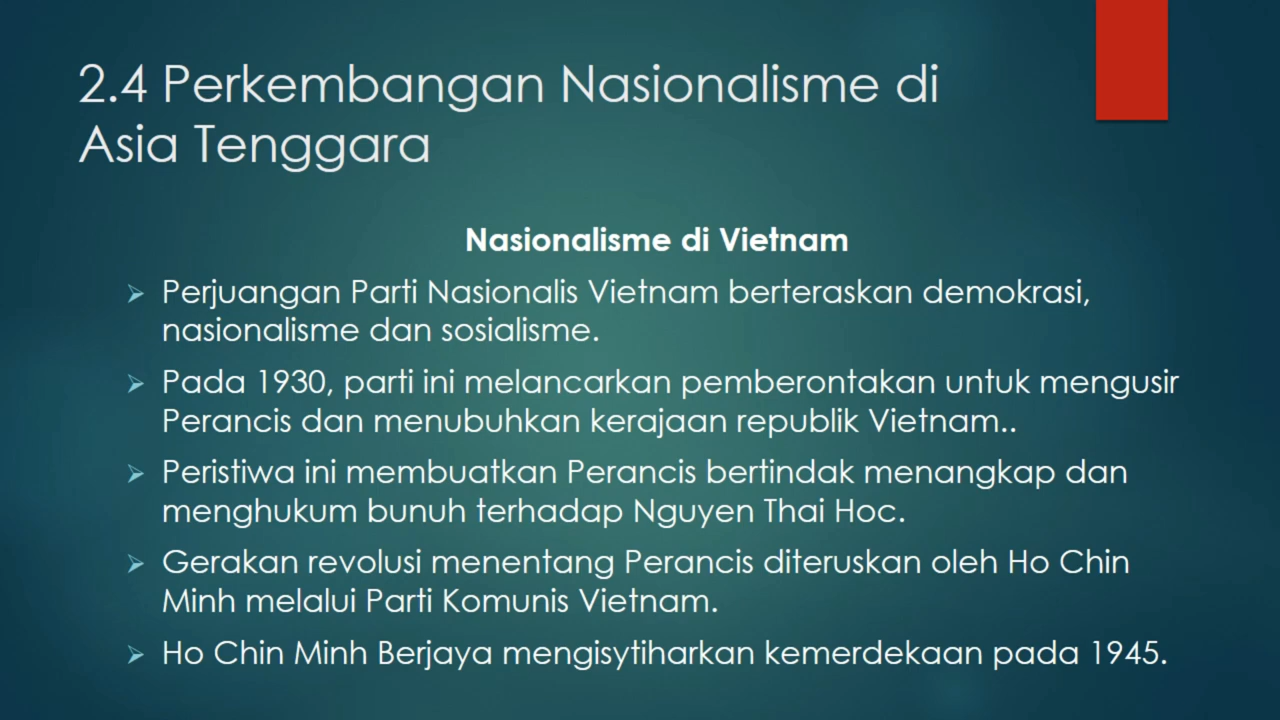 2.4 Perkembangan Nasionalisme di
Asia Tenggara
Nasionalisme di Vietnam
Perjuangan Parti Nasionalis Vietnam berteraskan demokrasi,
nasionalisme dan sosialisme.
Pada 1930, parti ini melancarkan pemberontakan untuk mengusir
Perancis dan menubuhkan kerajaan republik Vietnam..
Peristiwa ini membuatkan Perancis bertindak menangkap dan
menghukum bunuh terhadap Nguyen Thai Hoc.
Gerakan revolusi menentang Perancis diteruskan oleh Ho Chin
Minh melalui Parti Komunis Vietnam.
Ho Chin Minh Berjaya mengisytiharkan kemerdekaan pada 1945.